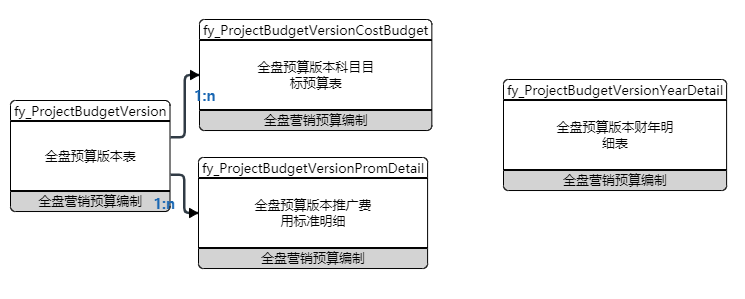 fy_ProjectBudgetVersionCostBudget
全盘预算版本科目目
标预算表
全盘营销预算编制
1:n
fy_ProjectBudgetVersion
全盘预算版本表
全盘营销预算编制
1:n
fy_ProjectBudgetVersionPromDetail
全盘预算版本推广费
用标准明细
全盘营销预算编制
fy_ProjectBudgetVersionYearDetail
全盘预算版本财年明
细表
全盘营销预算编制